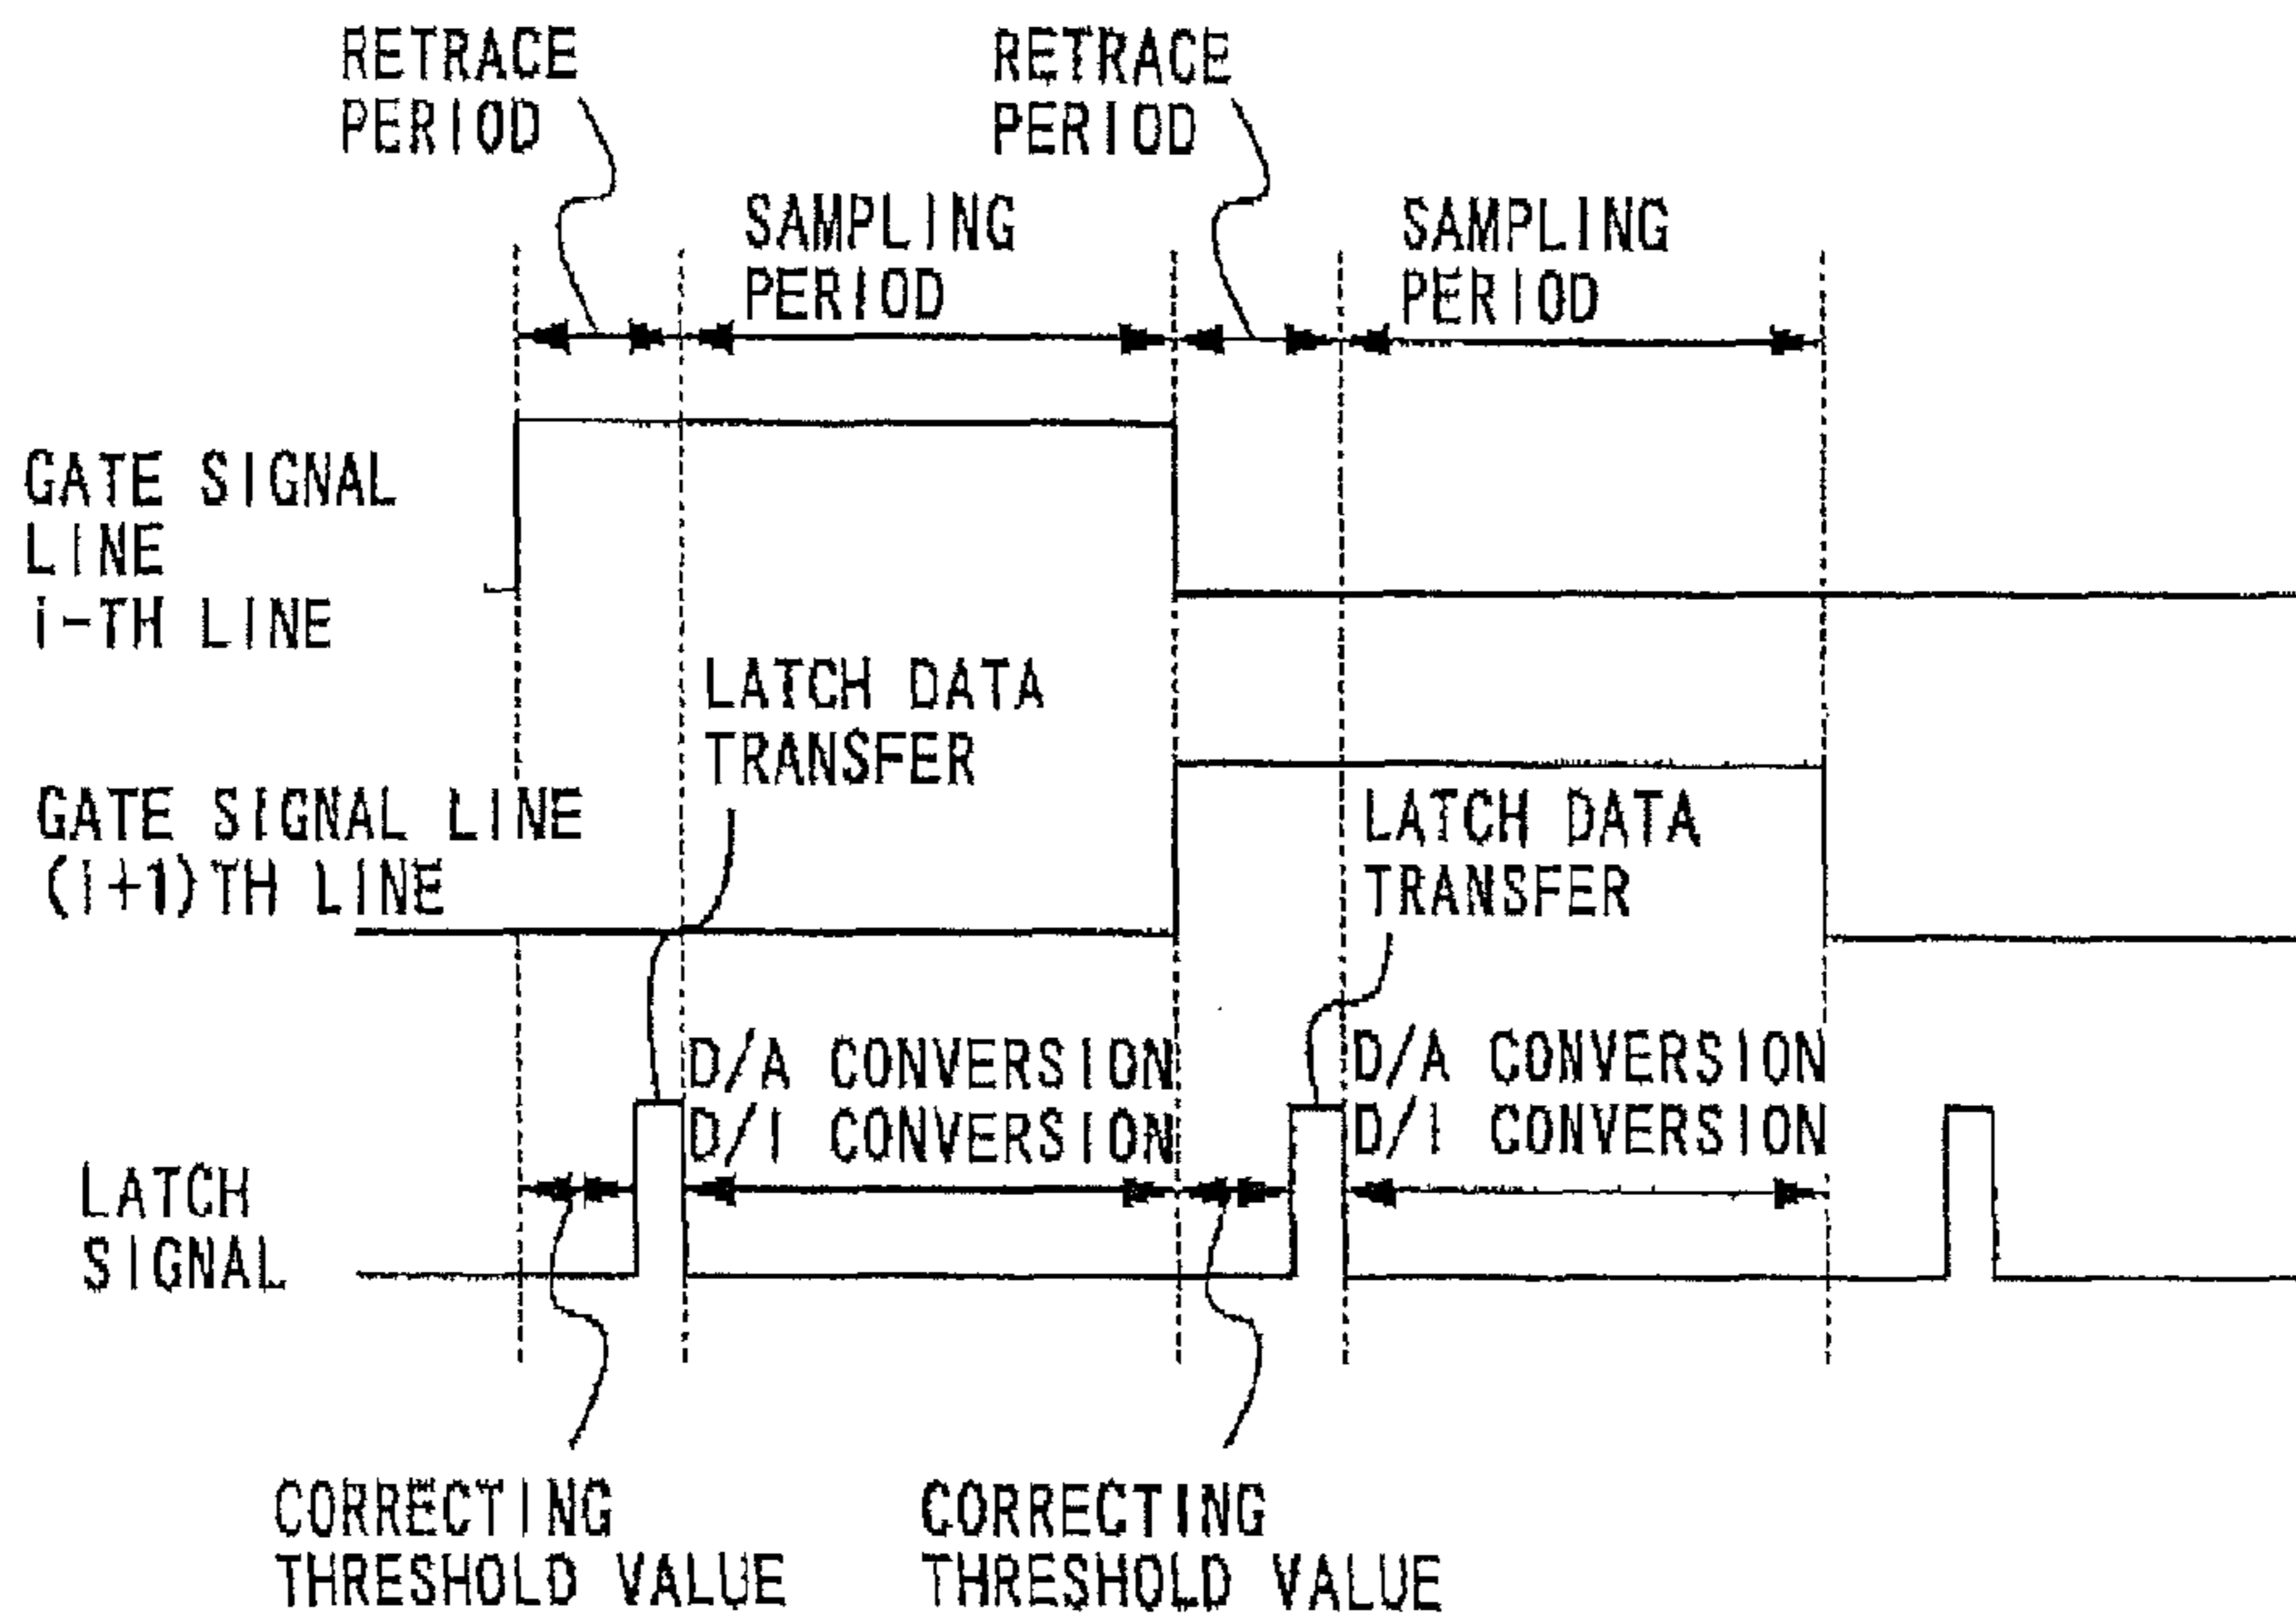 RETRACE
PERIOD
RETRACE
PERIOD
SAMPLING
PERIOD
SAMPLING
PERIOD
GATE SIGNAL
LINE
i-TH LINE
LATCH DATA
TRANSFER
GATE SIGNAL LINE
(i+1)TH LINE
LATCH DATA
TRANSFER
D/A CONVERSION
D/I CONVERSION
D/A CONVERSION
D/I CONVERSION
LATCH
SIGNAL
CORRECTING
THRESHOLD VALUE
CORRECTING
THRESHOLD VALUE